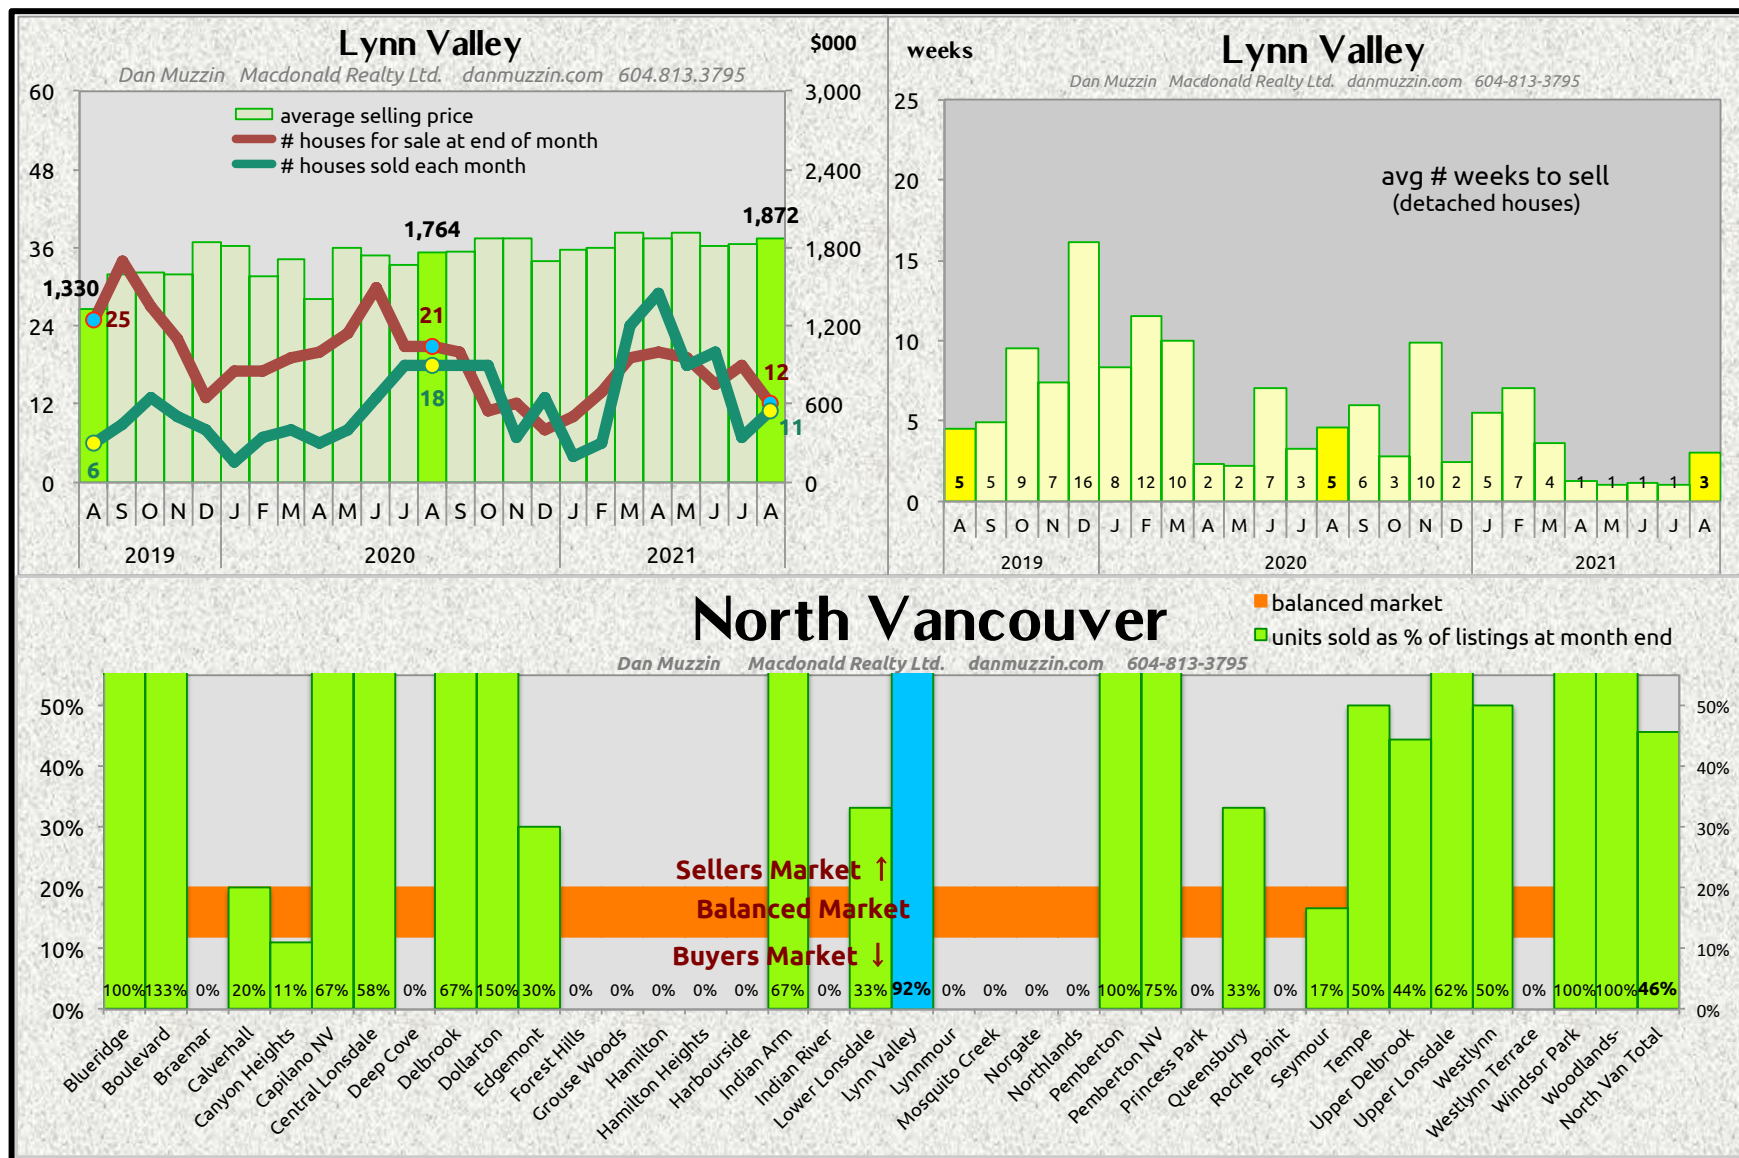 Lynn Valley
$000
Dan Muzzin Macdonald Realty Ltd. danmuzzin.com 604.813.3795
60 3,000
48 2,400
36 1,800
24 1,200
12 600
0 0
average selling price
# houses for sale at end of month
# houses sold each month
1,330
1,764
1,872
25
21
12
6
18
11
A S O N D J F M A M J J A S O N D J F M A M J J A
2019 2020 2021
weeks
Lynn Valley
Dan Muzzin Macdonald Realty Ltd. danmuzzin.com 604-813-3795
25
20
15
10
5
0
avg # weeks to sell
(detached houses)
5 5 9 7 16 8 12 10 2 2 7 3 5 6 3 10 2 5 7 4 1 1 1 1 3
A S O N D J F M A M J J A S O N D J F M A M J J A
2019 2020 2021
North Vancouver
balanced market
units sold as % of listings at month end
Dan Muzzin Macdonald Realty Ltd. danmuzzin.com 604-813-3795
50% 50%
40% 40%
30% 30%
20% 20%
10% 10%
0% 0%
Sellers Market ↑
Balanced Market
Buyers Market ↓
100% 133% 0% 20% 11% 67% 58% 0% 67% 150% 30% 0% 0% 0% 0% 0% 67% 0% 33% 92% 0% 0% 0% 0% 100% 75% 0% 33% 0% 17% 50% 44% 62% 50% 0% 100% 100% 46%
Blueridge
Boulevard
Braemar
Calverhall
Canyon Heights
Capilano NV
Central Lonsdale
Deep Cove
Delbrook
Dollarton
Edgemont
Forest Hills
Grouse Woods
Hamilton
Hamilton Heights
Harbourside
Indian Arm
Indian River
Lower Lonsdale
Lynn Valley
Lynnmour
Mosquito Creek
Norgate
Northlands
Pemberton
Pemberton NV
Princess Park
Queensbury
Roche Point
Seymour
Tempe
Upper Delbrook
Upper Lonsdale
Westlynn
Westlynn Terrace
Windsor Park
Woodlands-
North Van Total